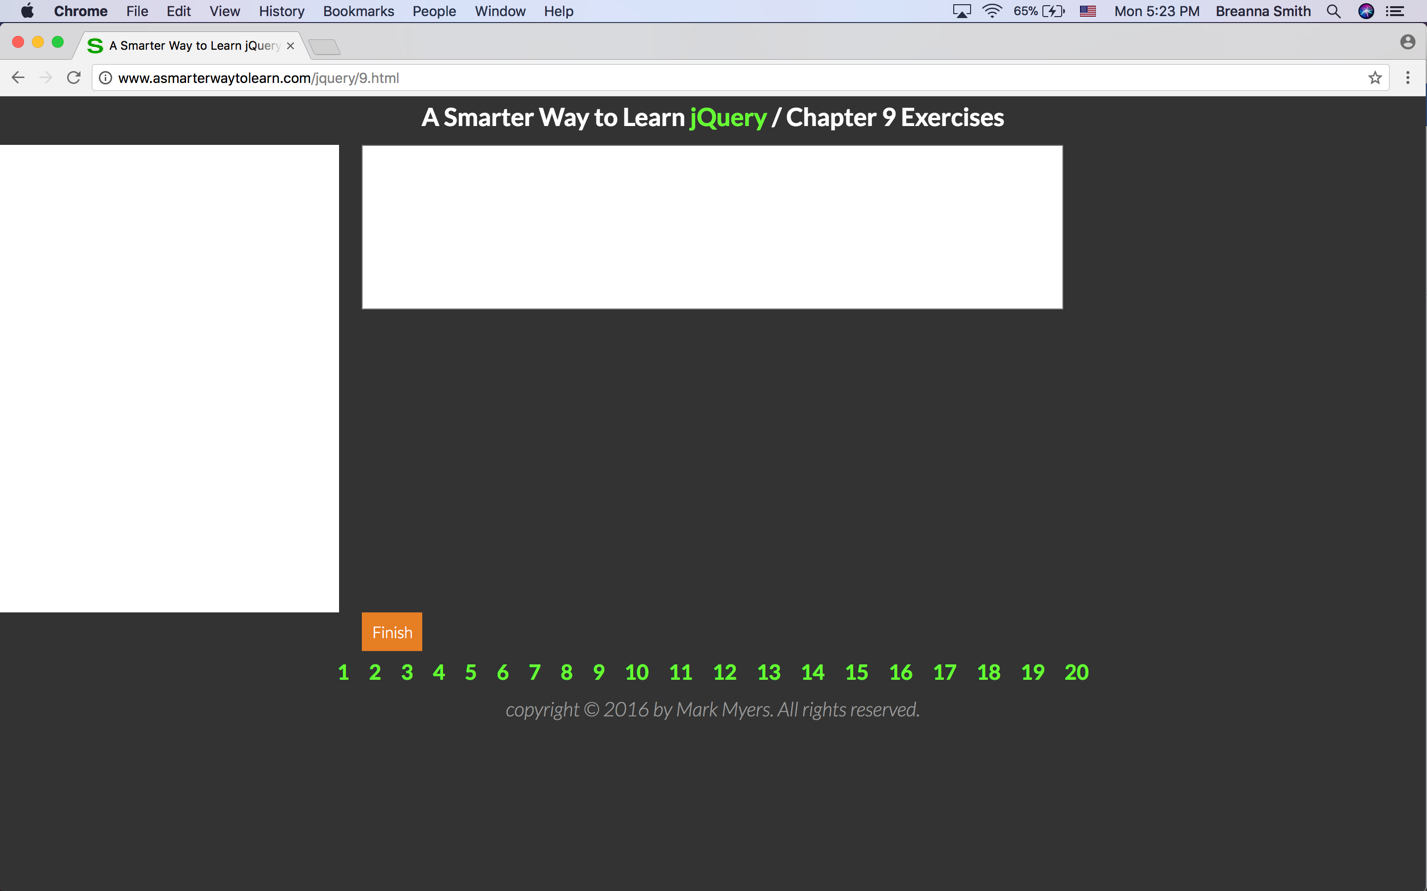 Chrome File Edit View History Bookmarks People Window Help 65% Mon 5:23 PM Breanna Smith
A Smarter Way to Learn jQuery
www.asmarterwaytolearn.com/jquery/9.html
A Smarter Way to Learn jQuery / Chapter 9 Exercises
Finish
1 2 3 4 5 6 7 8 9 10 11 12 13 14 15 16 17 18 19 20
copyright © 2016 by Mark Myers. All rights reserved.